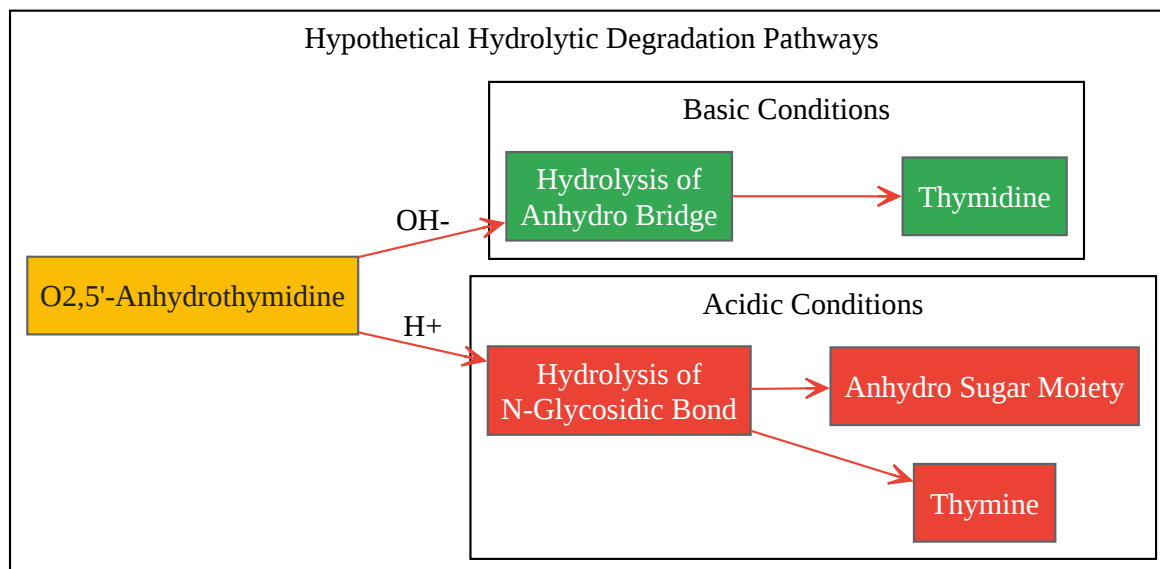 Hypothetical Hydrolytic Degradation Pathways
Basic Conditions
Hydrolysis of
Anhydro Bridge
Thymidine
OH-
O2,5'-Anhydrothymidine
H+
Acidic Conditions
Hydrolysis of
N-Glycosidic Bond
Anhydro Sugar Moiety
Thymine